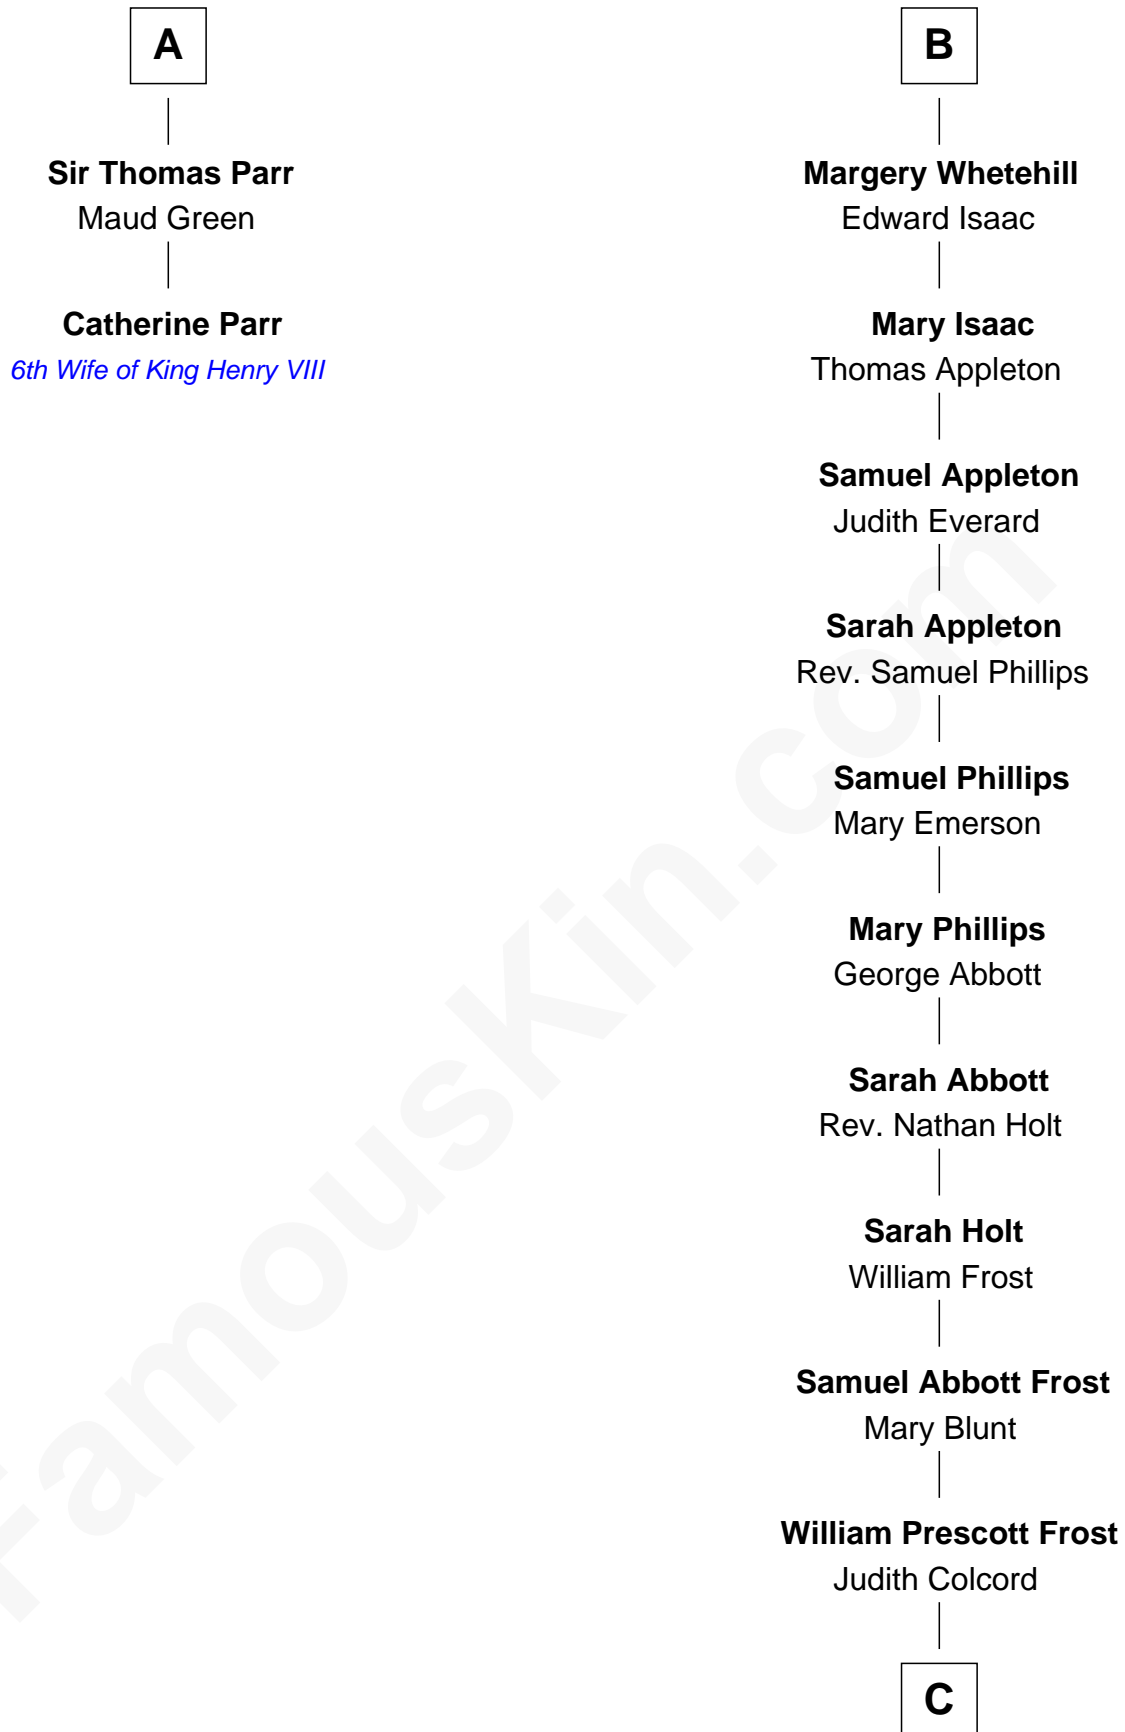 A
Sir Thomas Parr
Maud Green
Catherine Parr
6th Wife of King Henry VIII
B
Margery Whetehill
Edward Isaac
Mary Isaac
Thomas Appleton
Samuel Appleton
Judith Everard
Sarah Appleton
Rev. Samuel Phillips
Samuel Phillips
Mary Emerson
Mary Phillips
George Abbott
Sarah Abbott
Rev. Nathan Holt
Sarah Holt
William Frost
Samuel Abbott Frost
Mary Blunt
William Prescott Frost
Judith Colcord
C
FamousKin.com